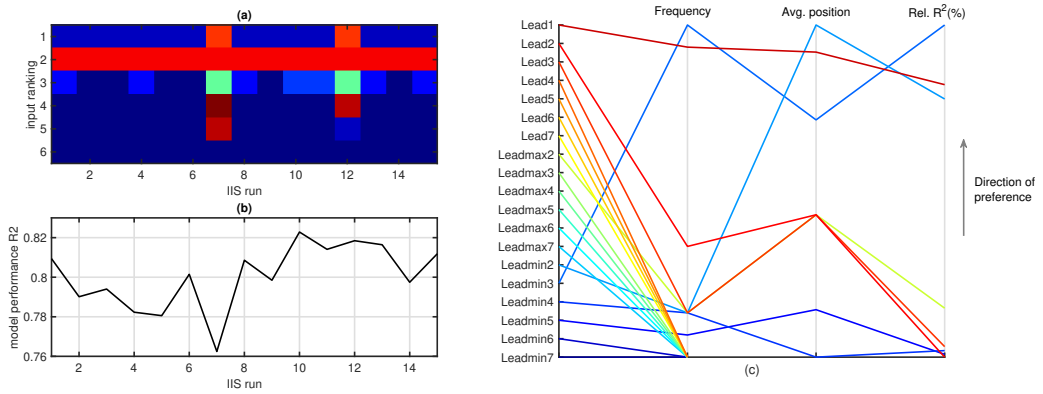 (a)
input ranking
1
2
3
4
5
6
2
4
6
8
10
12
14
IIS run
(b)
model performance R2
0.82
0.8
0.78
0.76
2
4
6
8
10
12
14
IIS run
Frequency
Avg. position
Rel. R²(%)
Lead1
Lead2
Lead3
Lead4
Lead5
Lead6
Lead7
Leadmax2
Leadmax3
Leadmax4
Leadmax5
Leadmax6
Leadmax7
Leadmin2
Leadmin3
Leadmin4
Leadmin5
Leadmin6
Leadmin7
Direction of
preference
(c)